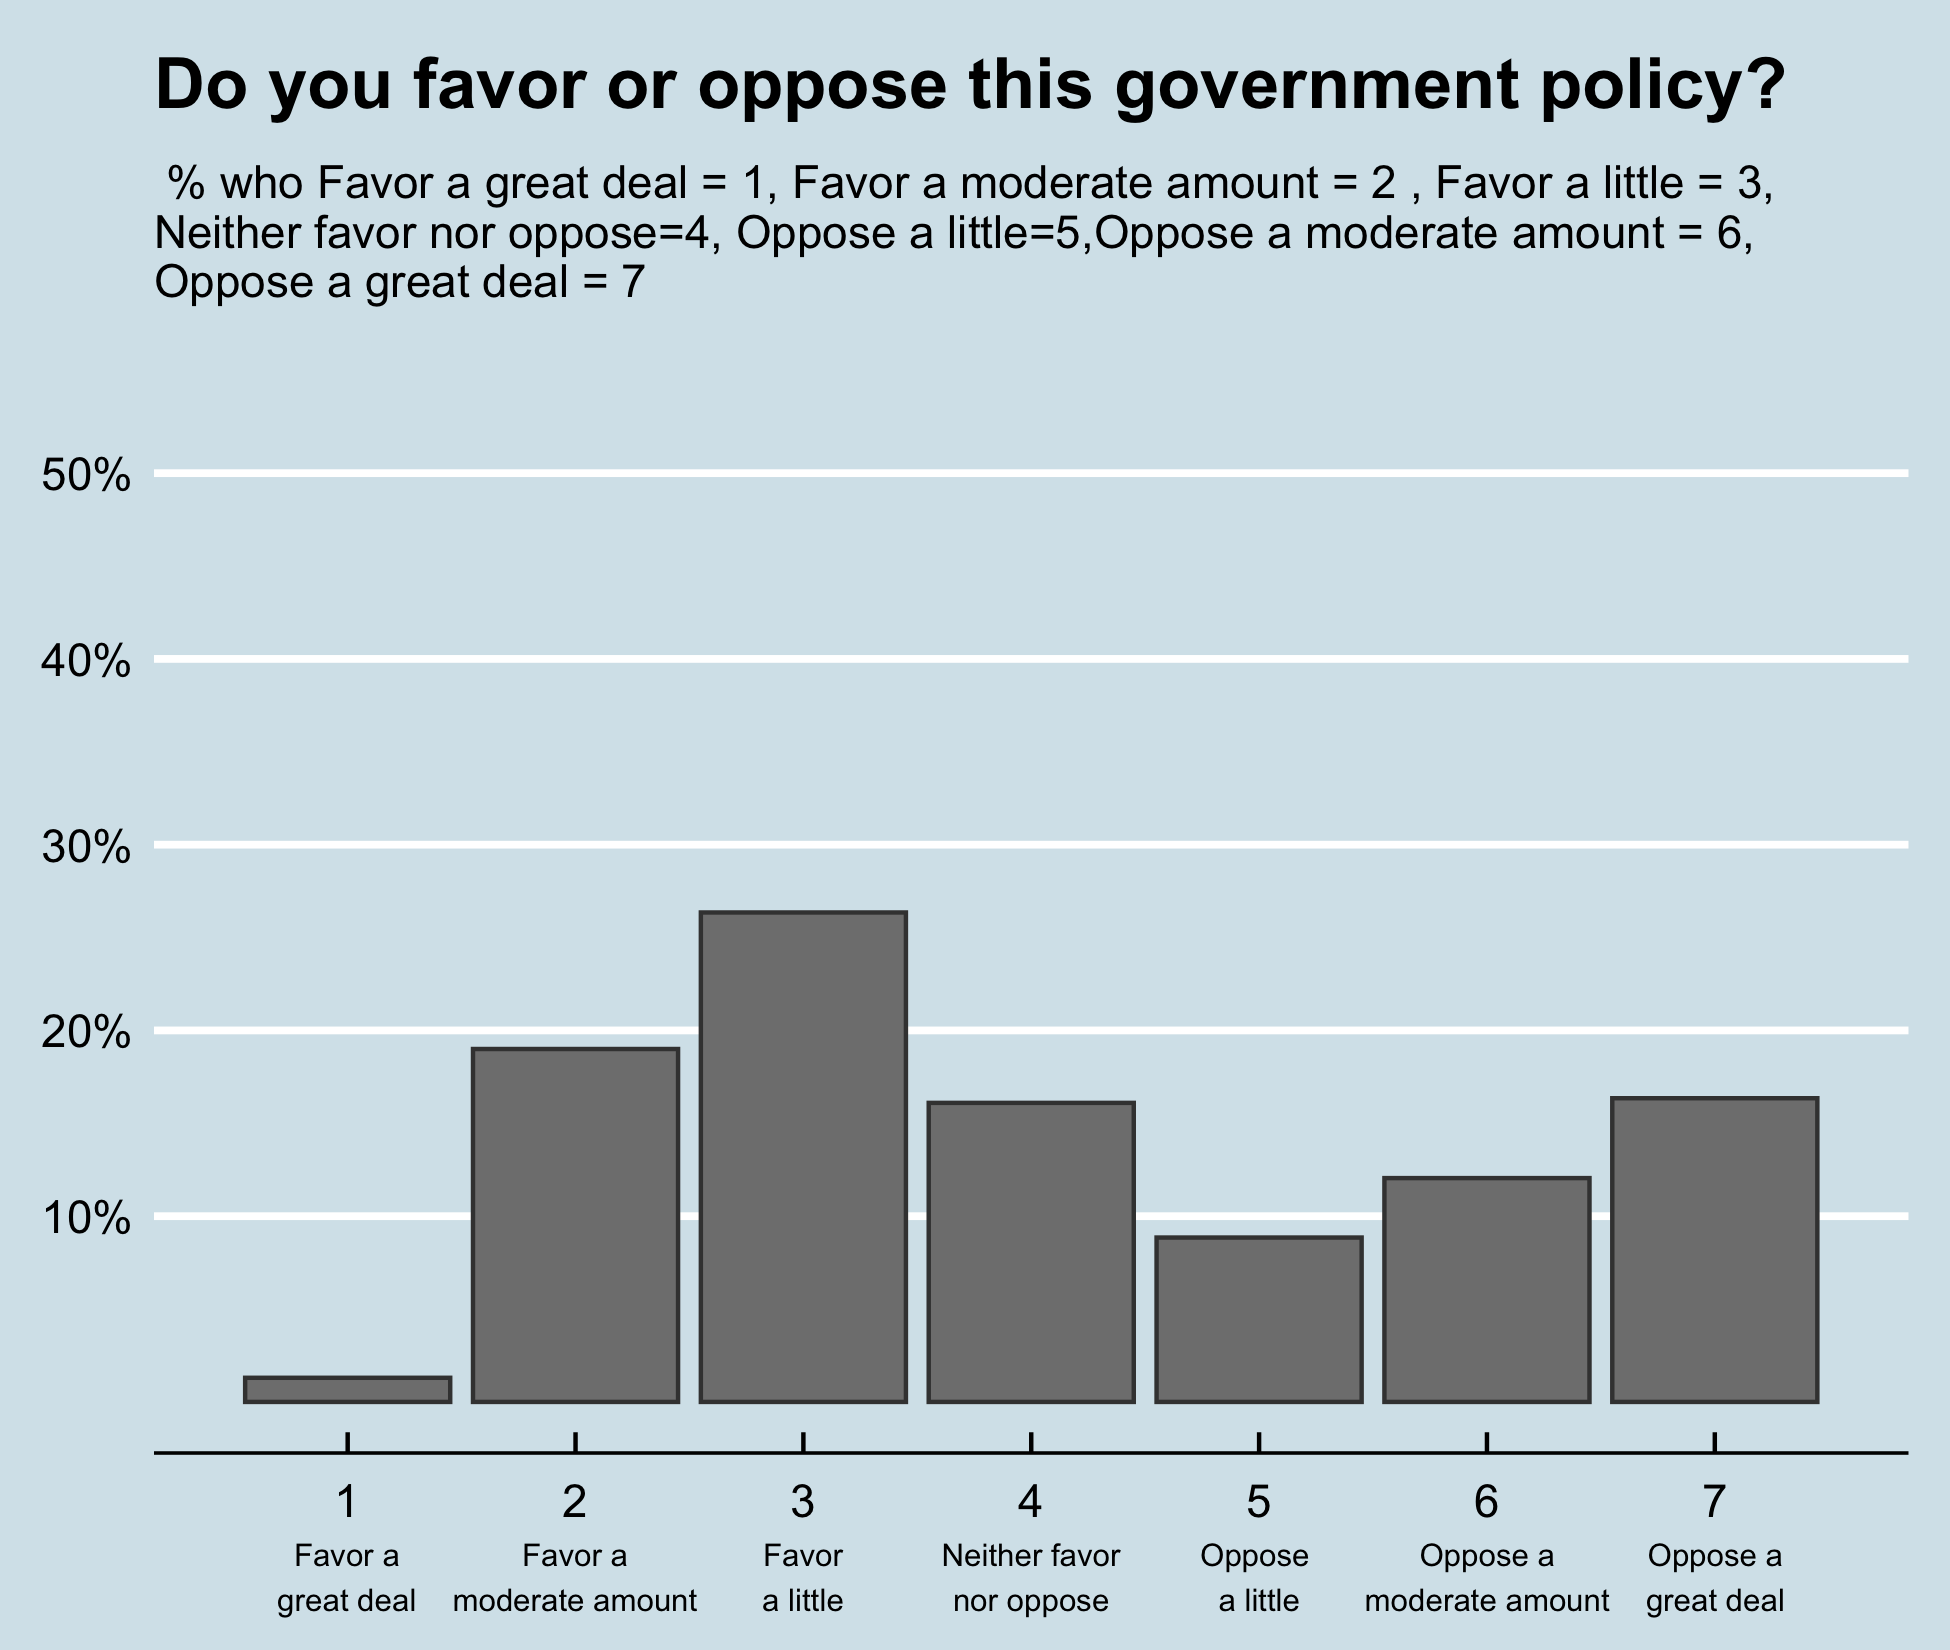 Do you favor or oppose this government policy?
% who Favor a great deal = 1, Favor a moderate amount = 2 , Favor a little = 3,
Neither favor nor oppose=4, Oppose a little=5,Oppose a moderate amount = 6,
Oppose a great deal = 7
50%
40%
30%
20%
10%
1 2 3 4 5 6 7
Favor a Favor a Favor Neither favor Oppose Oppose a Oppose a
great deal moderate amount a little nor oppose a little moderate amount great deal